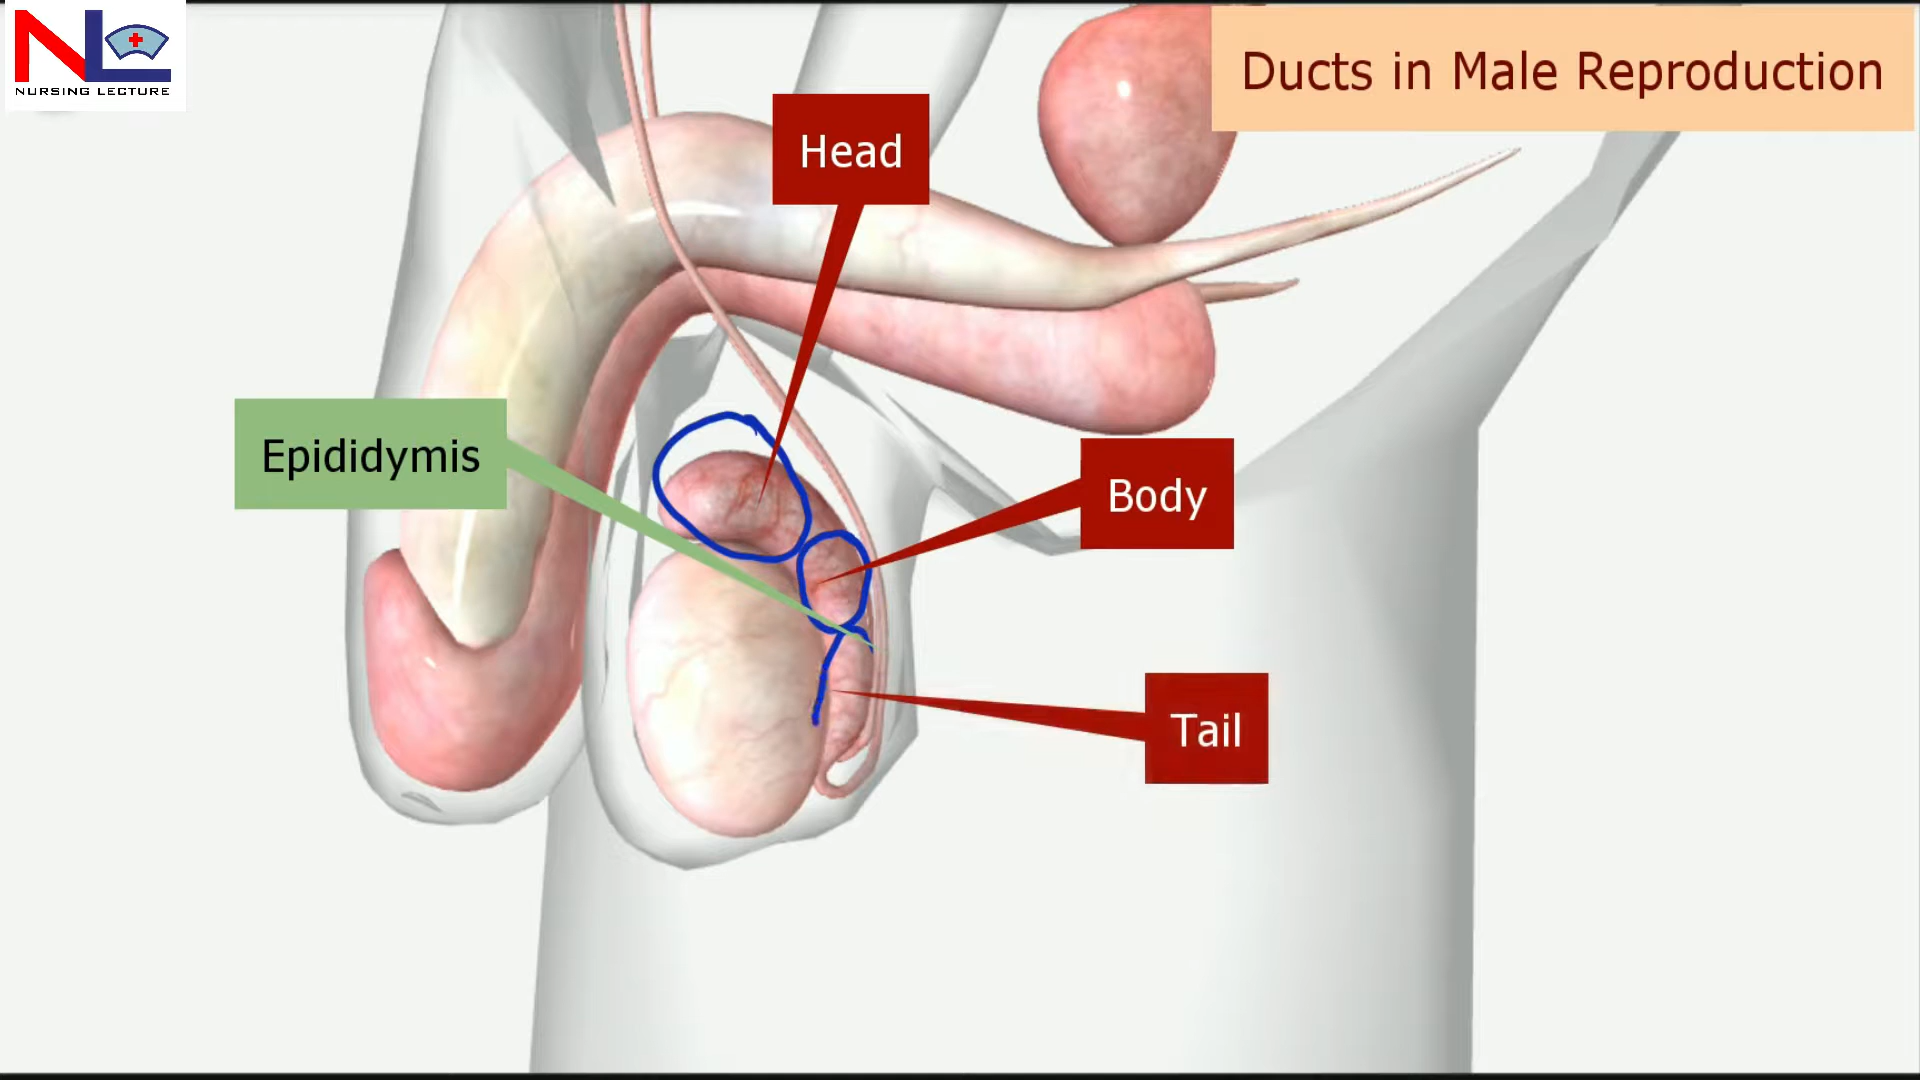 NL
NURSING LECTURE
Ducts in Male Reproduction
Head
Epididymis
Body
Tail